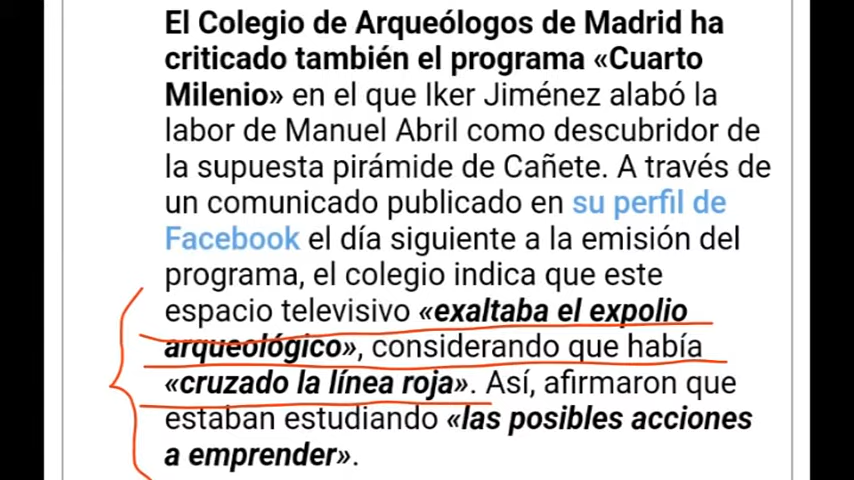 El Colegio de Arqueólogos de Madrid ha
criticado también el programa «Cuarto
Milenio» en el que Iker Jiménez alabó la
labor de Manuel Abril como descubridor de
la supuesta pirámide de Cañete. A través de
un comunicado publicado en su perfil de
Facebook el día siguiente a la emisión del
programa, el colegio indica que este
espacio televisivo «exaltaba el expolio
arqueológico», considerando que había
«cruzado la línea roja». Así, afirmaron que
estaban estudiando «las posibles acciones
a emprender».